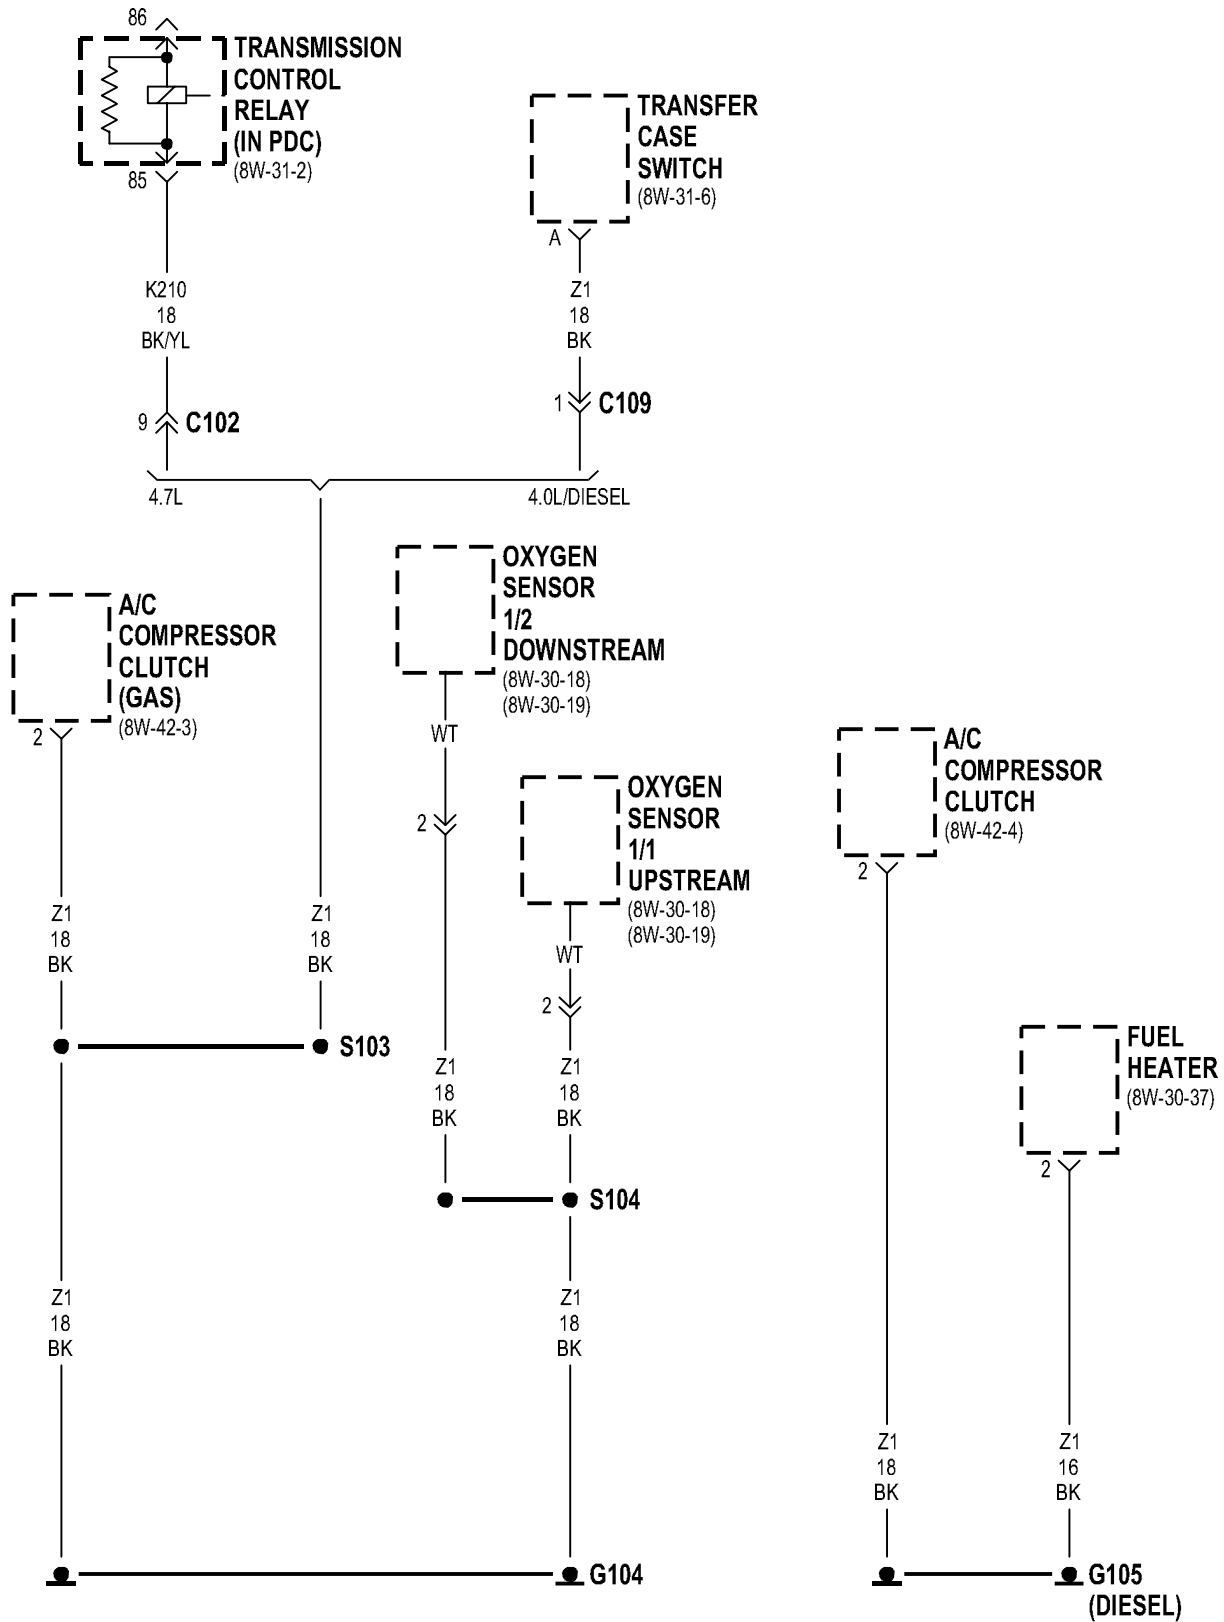 86
TRANSMISSION
CONTROL
RELAY
(IN PDC)
(8W-31-2)
85
K210
18
BK/YL
9
C102
4.7L
TRANSFER
CASE
SWITCH
(8W-31-6)
A
Z1
18
BK
1
C109
4.0L/DIESEL
A/C
COMPRESSOR
CLUTCH
(GAS)
(8W-42-3)
2
Z1
18
BK
Z1
18
BK
S103
OXYGEN
SENSOR
1/2
DOWNSTREAM
(8W-30-18)
(8W-30-19)
WT
2
Z1
18
BK
OXYGEN
SENSOR
1/1
UPSTREAM
(8W-30-18)
(8W-30-19)
WT
2
Z1
18
BK
S104
Z1
18
BK
Z1
18
BK
G104
A/C
COMPRESSOR
CLUTCH
(8W-42-4)
2
Z1
18
BK
FUEL
HEATER
(8W-30-37)
2
Z1
16
BK
G105
(DIESEL)